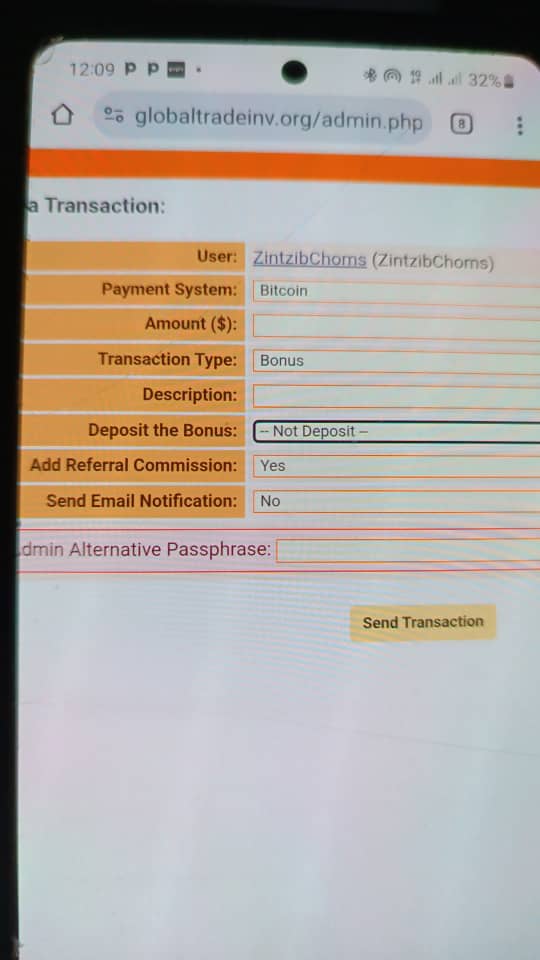 12:09 P P 32%
globaltradeinv.org/admin.php 8
a Transaction:
User: ZintzibChoms (ZintzibChoms)
Payment System: Bitcoin
Amount ($):
Transaction Type: Bonus
Description:
Deposit the Bonus: -- Not Deposit --
Add Referral Commission: Yes
Send Email Notification: No
dmin Alternative Passphrase:
Send Transaction